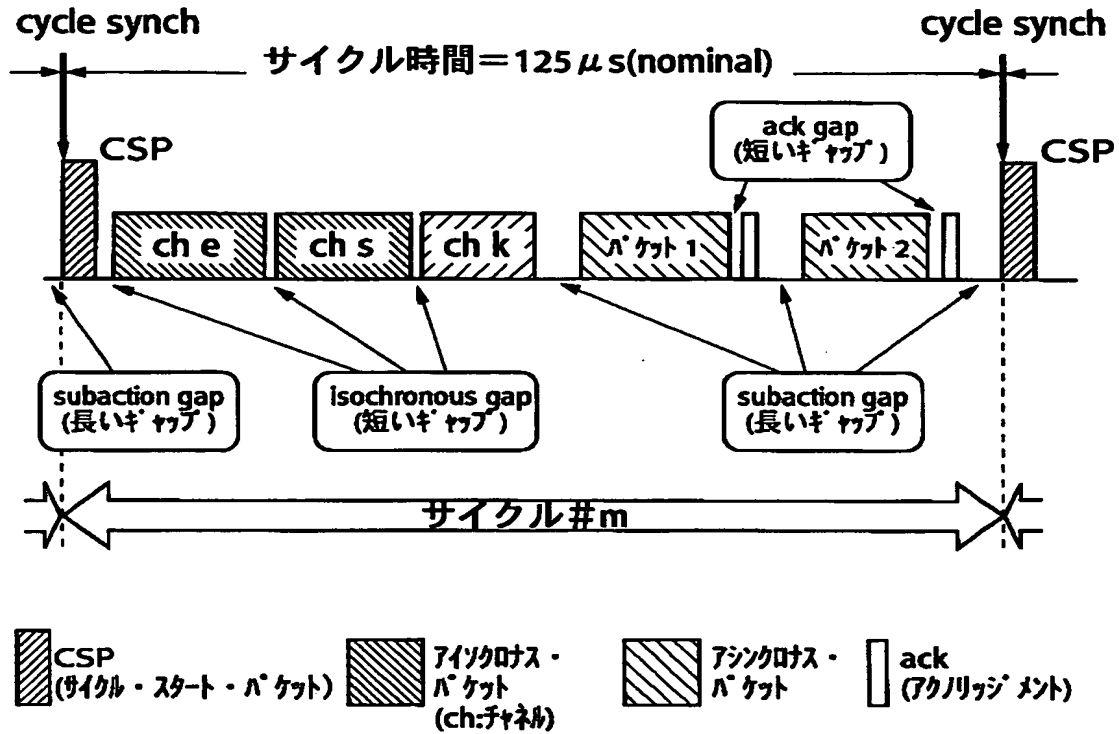 cycle synch
cycle synch
サイクル時間=125μs(nominal)
CSP
ack gap
(短いギャップ)
CSP
ch e
ch s
ch k
パケット1
パケット2
subaction gap
(長いギャップ)
isochronous gap
(短いギャップ)
subaction gap
(長いギャップ)
サイクル#m
CSP
(サイクル・スタート・パケット)
アイソクロナス・
パケット
(ch:チャネル)
アシンクロナス・
パケット
ack
(アクノリッジメント)